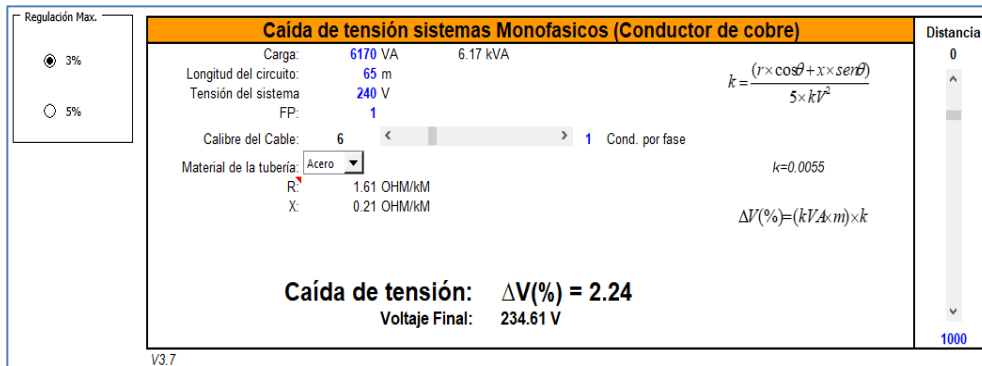 Regulación Max.
3%
5%
Caída de tensión sistemas Monofasicos (Conductor de cobre)
Carga: 6170 VA 6.17 kVA
Longitud del circuito: 65 m
Tensión del sistema 240 V
FP: 1
k = (r×cosθ+x×senθ) / 5×kV²
Calibre del Cable: 6 1 Cond. por fase
Material de la tubería: Acero
k=0.0055
R: 1.61 OHM/kM
X: 0.21 OHM/kM
ΔV(%)=(kVA×m)×k
Caída de tensión: ΔV(%) = 2.24
Voltaje Final: 234.61 V
Distancia
0
1000
V3.7